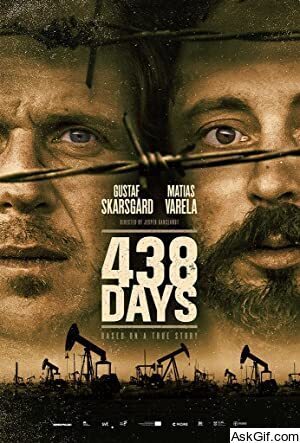 GUSTAF
SKARSGÅRD
MATIAS
VARELA
DIRECTED BY JESPER GANSLANDT
438
DAYS
BASED ON A TRUE STORY
AskGif.com